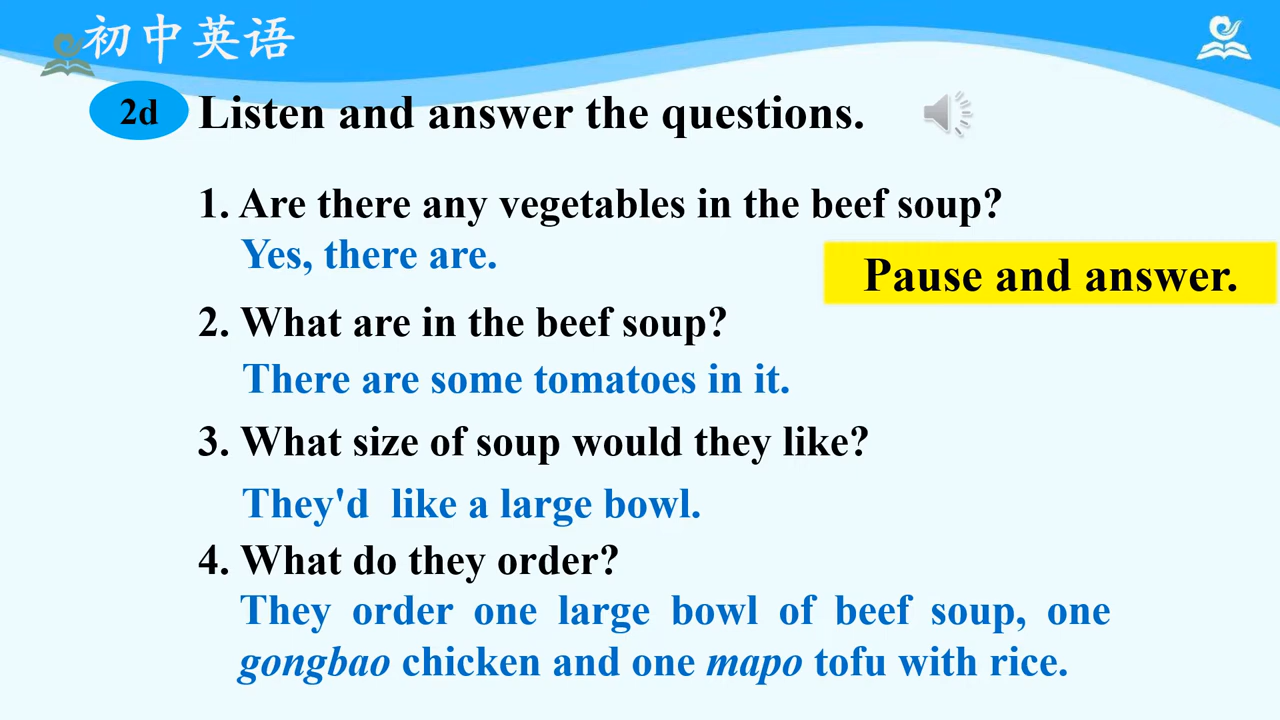 初中英语
2d Listen and answer the questions.
1. Are there any vegetables in the beef soup?
Yes, there are.
Pause and answer.
2. What are in the beef soup?
There are some tomatoes in it.
3. What size of soup would they like?
They'd like a large bowl.
4. What do they order?
They order one large bowl of beef soup, one
gongbao chicken and one mapo tofu with rice.